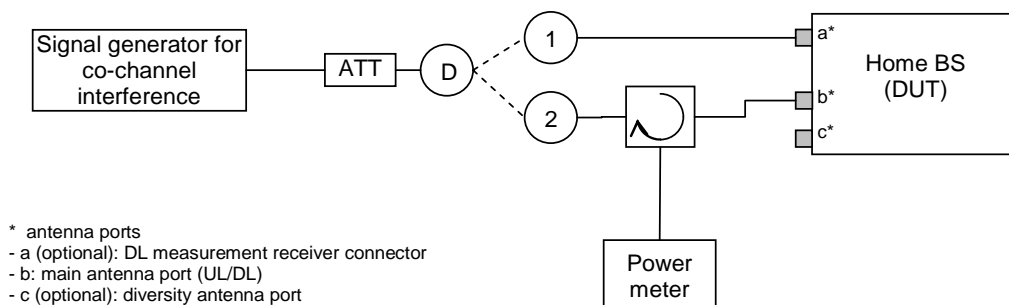 Signal generator for
co-channel
interference
ATT
D
1
2
a*
b*
c*
Home BS
(DUT)
Power
meter
* antenna ports
- a (optional): DL measurement receiver connector
- b: main antenna port (UL/DL)
- c (optional): diversity antenna port